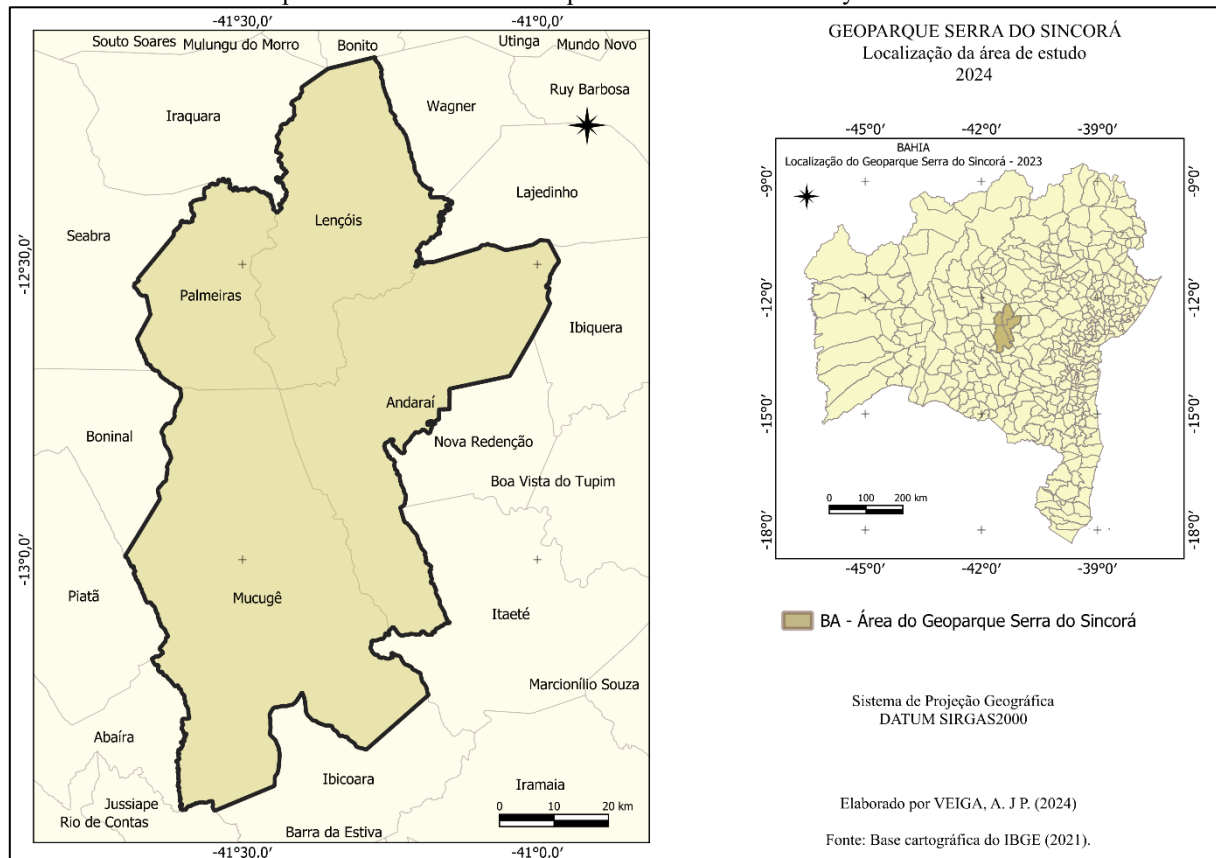 -41°30,0′
-41°0,0′
Souto Soares
Mulungu do Morro
Bonito
Utinga
Mundo Novo
Iraquara
Wagner
Ruy Barbosa
Lençóis
Lajedinho
Seabra
-12°30,0′
-12°30,0′
Palmeiras
Ibiquera
Andaraí
Boninal
Nova Redenção
Boa Vista do Tupim
-13°0,0′
-13°0,0′
Piatã
Mucugê
Itaeté
Marcionílio Souza
Abaíra
Ibicoara
Iramaia
Jussiape
Rio de Contas
Barra da Estiva
0 10 20 km
-41°30,0′
-41°0,0′
GEOPARQUE SERRA DO SINCORÁ
Localização da área de estudo
2024
-45°0′
-42°0′
-39°0′
BAHIA
Localização do Geoparque Serra do Sincorá - 2023
-9°0′
-9°0′
-12°0′
-12°0′
-15°0′
-15°0′
0 100 200 km
-18°0′
-18°0′
-45°0′
-42°0′
-39°0′
BA - Área do Geoparque Serra do Sincorá
Sistema de Projeção Geográfica
DATUM SIRGAS2000
Elaborado por VEIGA, A. J P. (2024)
Fonte: Base cartográfica do IBGE (2021).